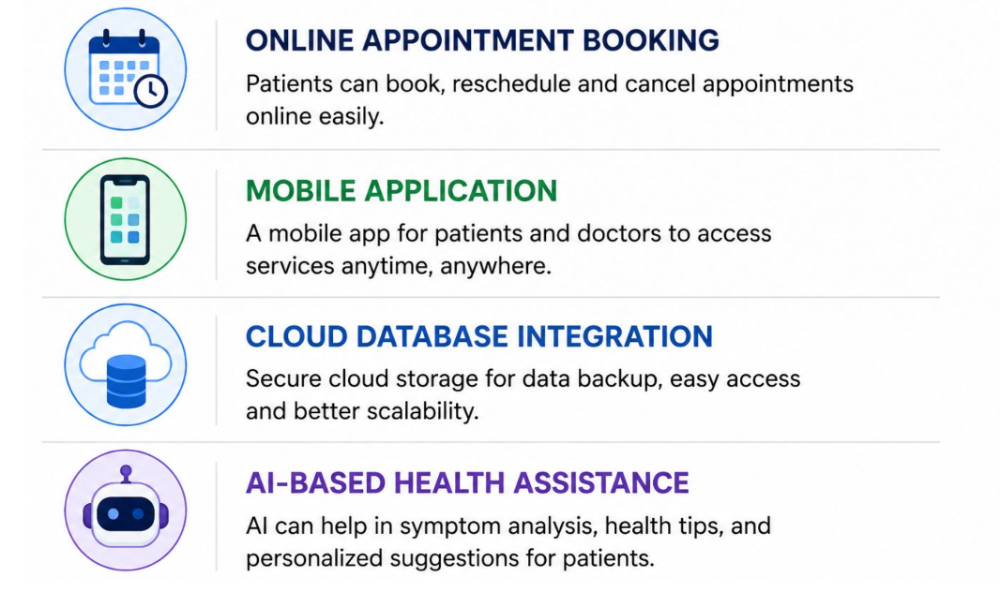 ONLINE APPOINTMENT BOOKING
Patients can book, reschedule and cancel appointments
online easily.
MOBILE APPLICATION
A mobile app for patients and doctors to access
services anytime, anywhere.
CLOUD DATABASE INTEGRATION
Secure cloud storage for data backup, easy access
and better scalability.
AI-BASED HEALTH ASSISTANCE
AI can help in symptom analysis, health tips, and
personalized suggestions for patients.